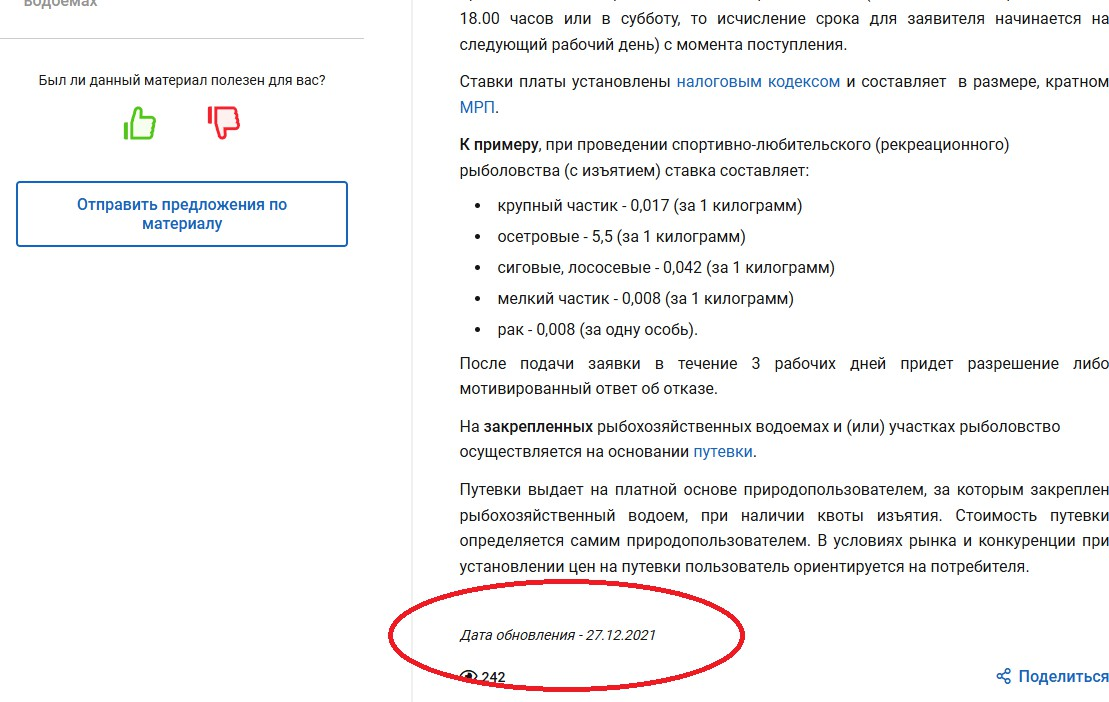 водоемах
Был ли данный материал полезен для вас?
Отправить предложения по
материалу
18.00 часов или в субботу, то исчисление срока для заявителя начинается на
следующий рабочий день) с момента поступления.
Ставки платы установлены налоговым кодексом и составляет в размере, кратном
МРП.
К примеру, при проведении спортивно-любительского (рекреационного)
рыболовства (с изъятием) ставка составляет:
• крупный частик - 0,017 (за 1 килограмм)
• осетровые - 5,5 (за 1 килограмм)
• сиговые, лососевые - 0,042 (за 1 килограмм)
• мелкий частик - 0,008 (за 1 килограмм)
• рак - 0,008 (за одну особь).
После подачи заявки в течение 3 рабочих дней придет разрешение либо
мотивированный ответ об отказе.
На закрепленных рыбохозяйственных водоемах и (или) участках рыболовство
осуществляется на основании путевки.
Путевки выдает на платной основе природопользователем, за которым закреплен
рыбохозяйственный водоем, при наличии квоты изъятия. Стоимость путевки
определяется самим природопользователем. В условиях рынка и конкуренции при
установлении цен на путевки пользователь ориентируется на потребителя.
Дата обновления - 27.12.2021
242
Поделиться